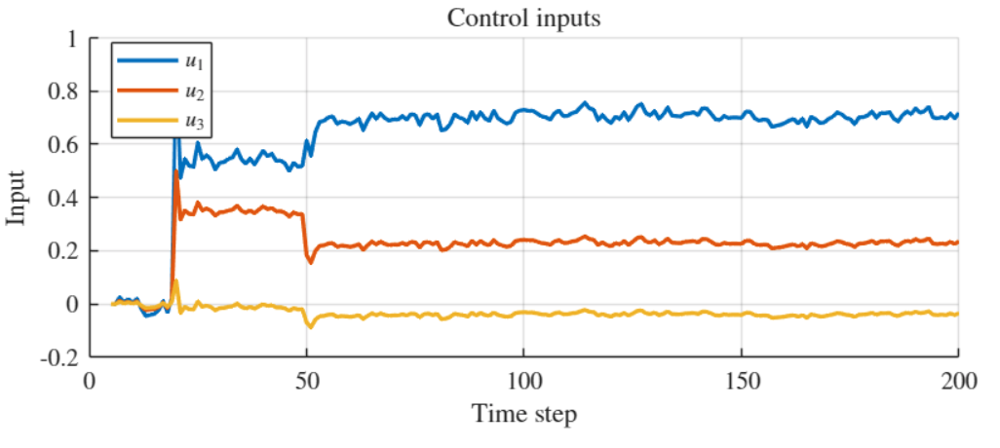 Control inputs
1
0.8
0.6
0.4
0.2
0
-0.2
Input
u1
u2
u3
0 50 100 150 200
Time step